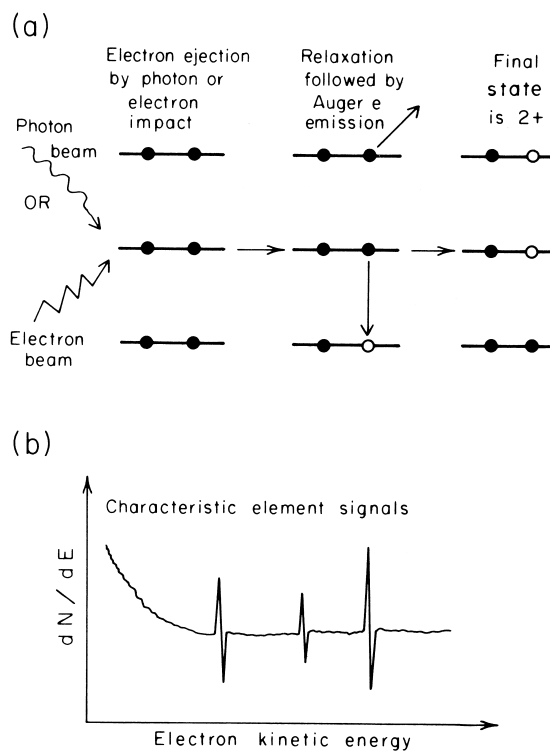 (a)
Electron ejection
by photon or
electron
impact
Relaxation
followed by
Auger e
emission
Final
state
is 2+
Photon
beam
OR
Electron
beam
(b)
Characteristic element signals
dN/dE
Electron kinetic energy